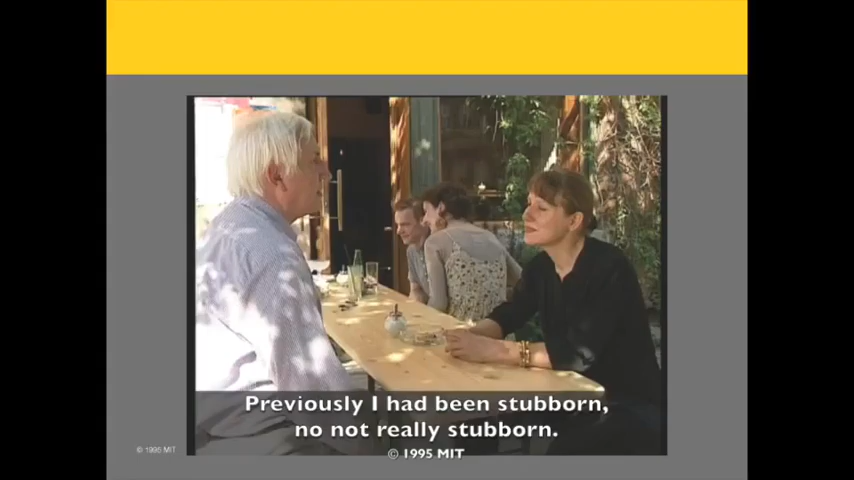 Previously I had been stubborn,
no not really stubborn.
© 1995 MIT
© 1995 MIT